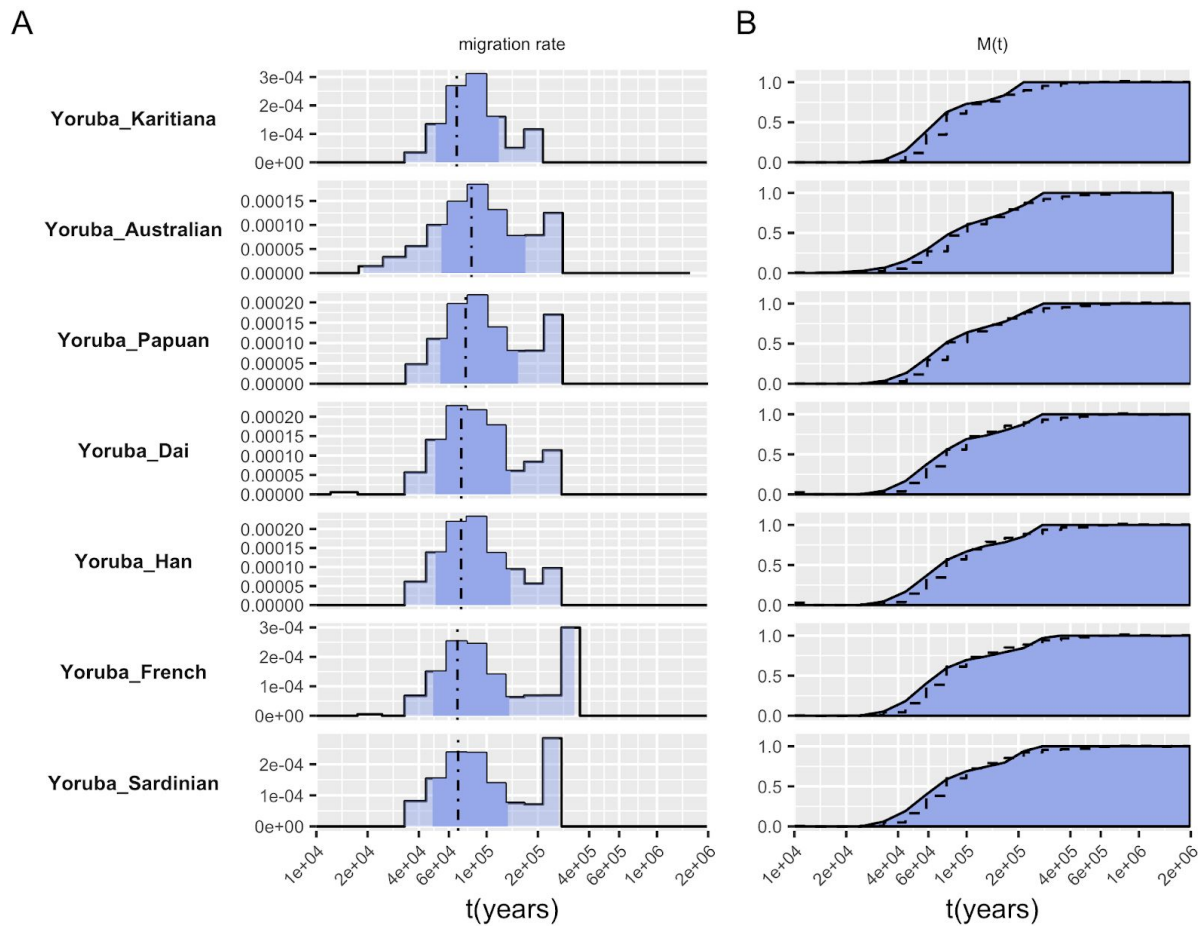 A
B
migration rate
M(t)
Yoruba_Karitiana
3e-04
2e-04
1e-04
0e+00
1.0
0.5
0.0
Yoruba_Australian
0.00015
0.00010
0.00005
0.00000
1.0
0.5
0.0
Yoruba_Papuan
0.00020
0.00015
0.00010
0.00005
0.00000
1.0
0.5
0.0
Yoruba_Dai
0.00020
0.00015
0.00010
0.00005
0.00000
1.0
0.5
0.0
Yoruba_Han
0.00020
0.00015
0.00010
0.00005
0.00000
1.0
0.5
0.0
Yoruba_French
3e-04
2e-04
1e-04
0e+00
1.0
0.5
0.0
Yoruba_Sardinian
2e-04
1e-04
0e+00
1.0
0.5
0.0
1e+04 2e+04 4e+04 6e+04 1e+05 2e+05 4e+05 6e+05 1e+06 2e+06
1e+04 2e+04 4e+04 6e+04 1e+05 2e+05 4e+05 6e+05 1e+06 2e+06
t(years)
t(years)